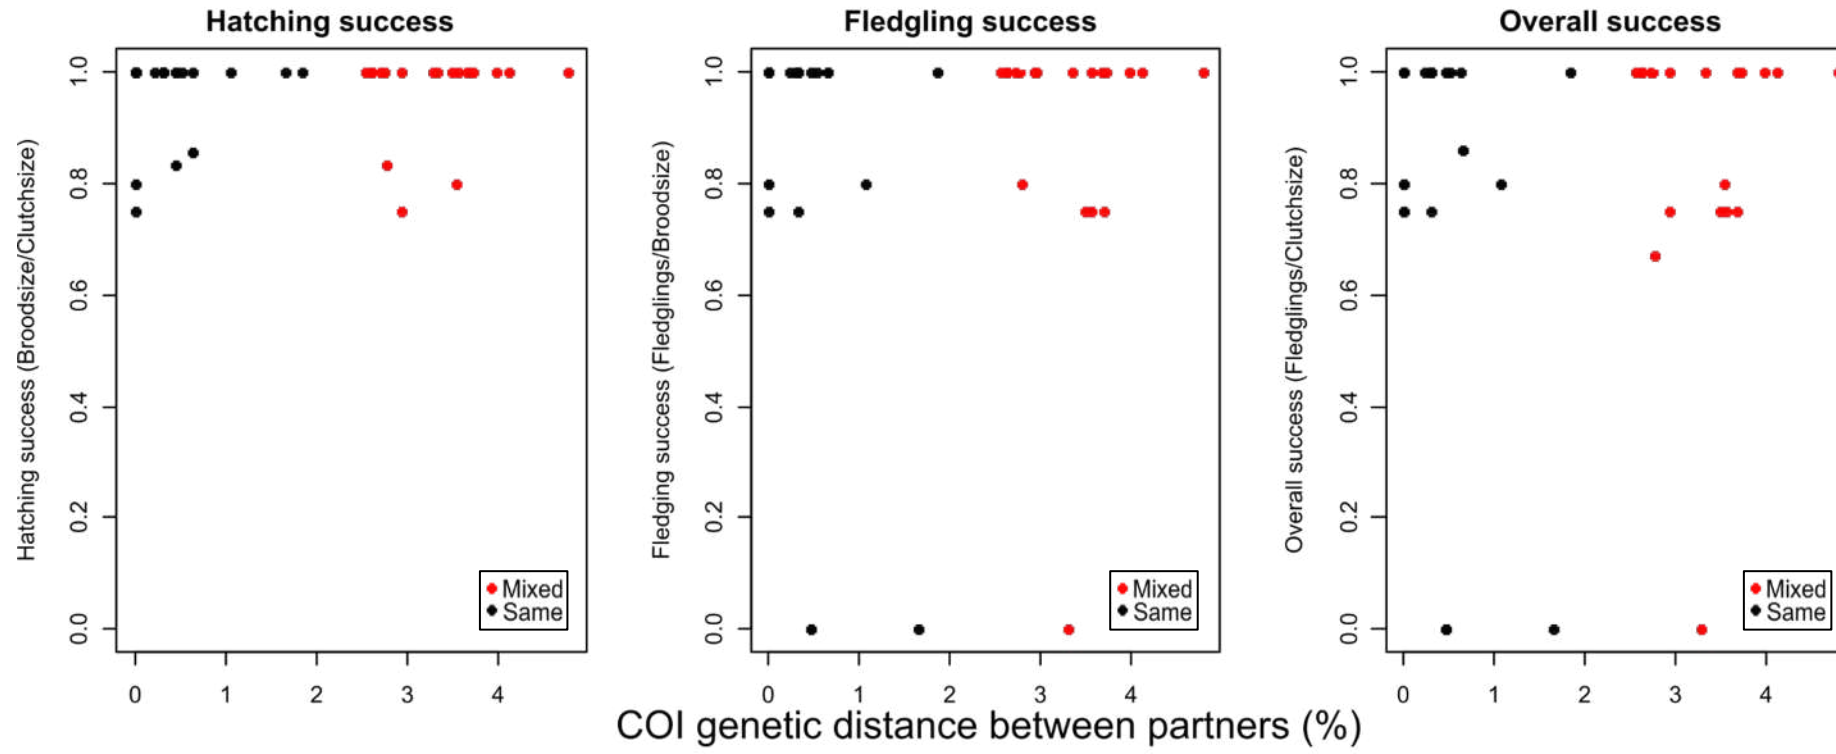 Hatching success
Hatching success (Broodsize/Clutchsize)
1.0
0.8
0.6
0.4
0.2
0.0
0 1 2 3 4
Mixed
Same
Fledgling success
Fledging success (Fledglings/Broodsize)
1.0
0.8
0.6
0.4
0.2
0.0
0 1 2 3 4
Mixed
Same
Overall success
Overall success (Fledglings/Clutchsize)
1.0
0.8
0.6
0.4
0.2
0.0
0 1 2 3 4
Mixed
Same
COI genetic distance between partners (%)